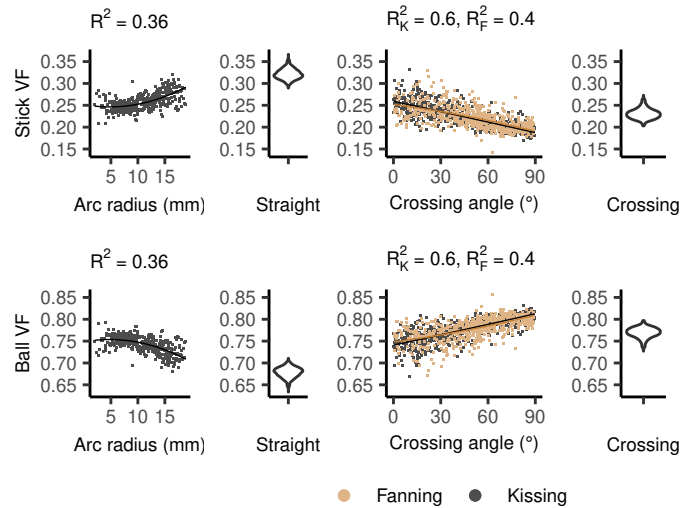 R² = 0.36
R²K = 0.6, R²F = 0.4
Stick VF
0.35
0.30
0.25
0.20
0.15
5 10 15
Arc radius (mm)
0.35
0.30
0.25
0.20
0.15
Straight
0.35
0.30
0.25
0.20
0.15
0 30 60 90
Crossing angle (°)
0.35
0.30
0.25
0.20
0.15
Crossing
R² = 0.36
R²K = 0.6, R²F = 0.4
Ball VF
0.85
0.80
0.75
0.70
0.65
5 10 15
Arc radius (mm)
0.85
0.80
0.75
0.70
0.65
Straight
0.85
0.80
0.75
0.70
0.65
0 30 60 90
Crossing angle (°)
0.85
0.80
0.75
0.70
0.65
Crossing
Fanning Kissing